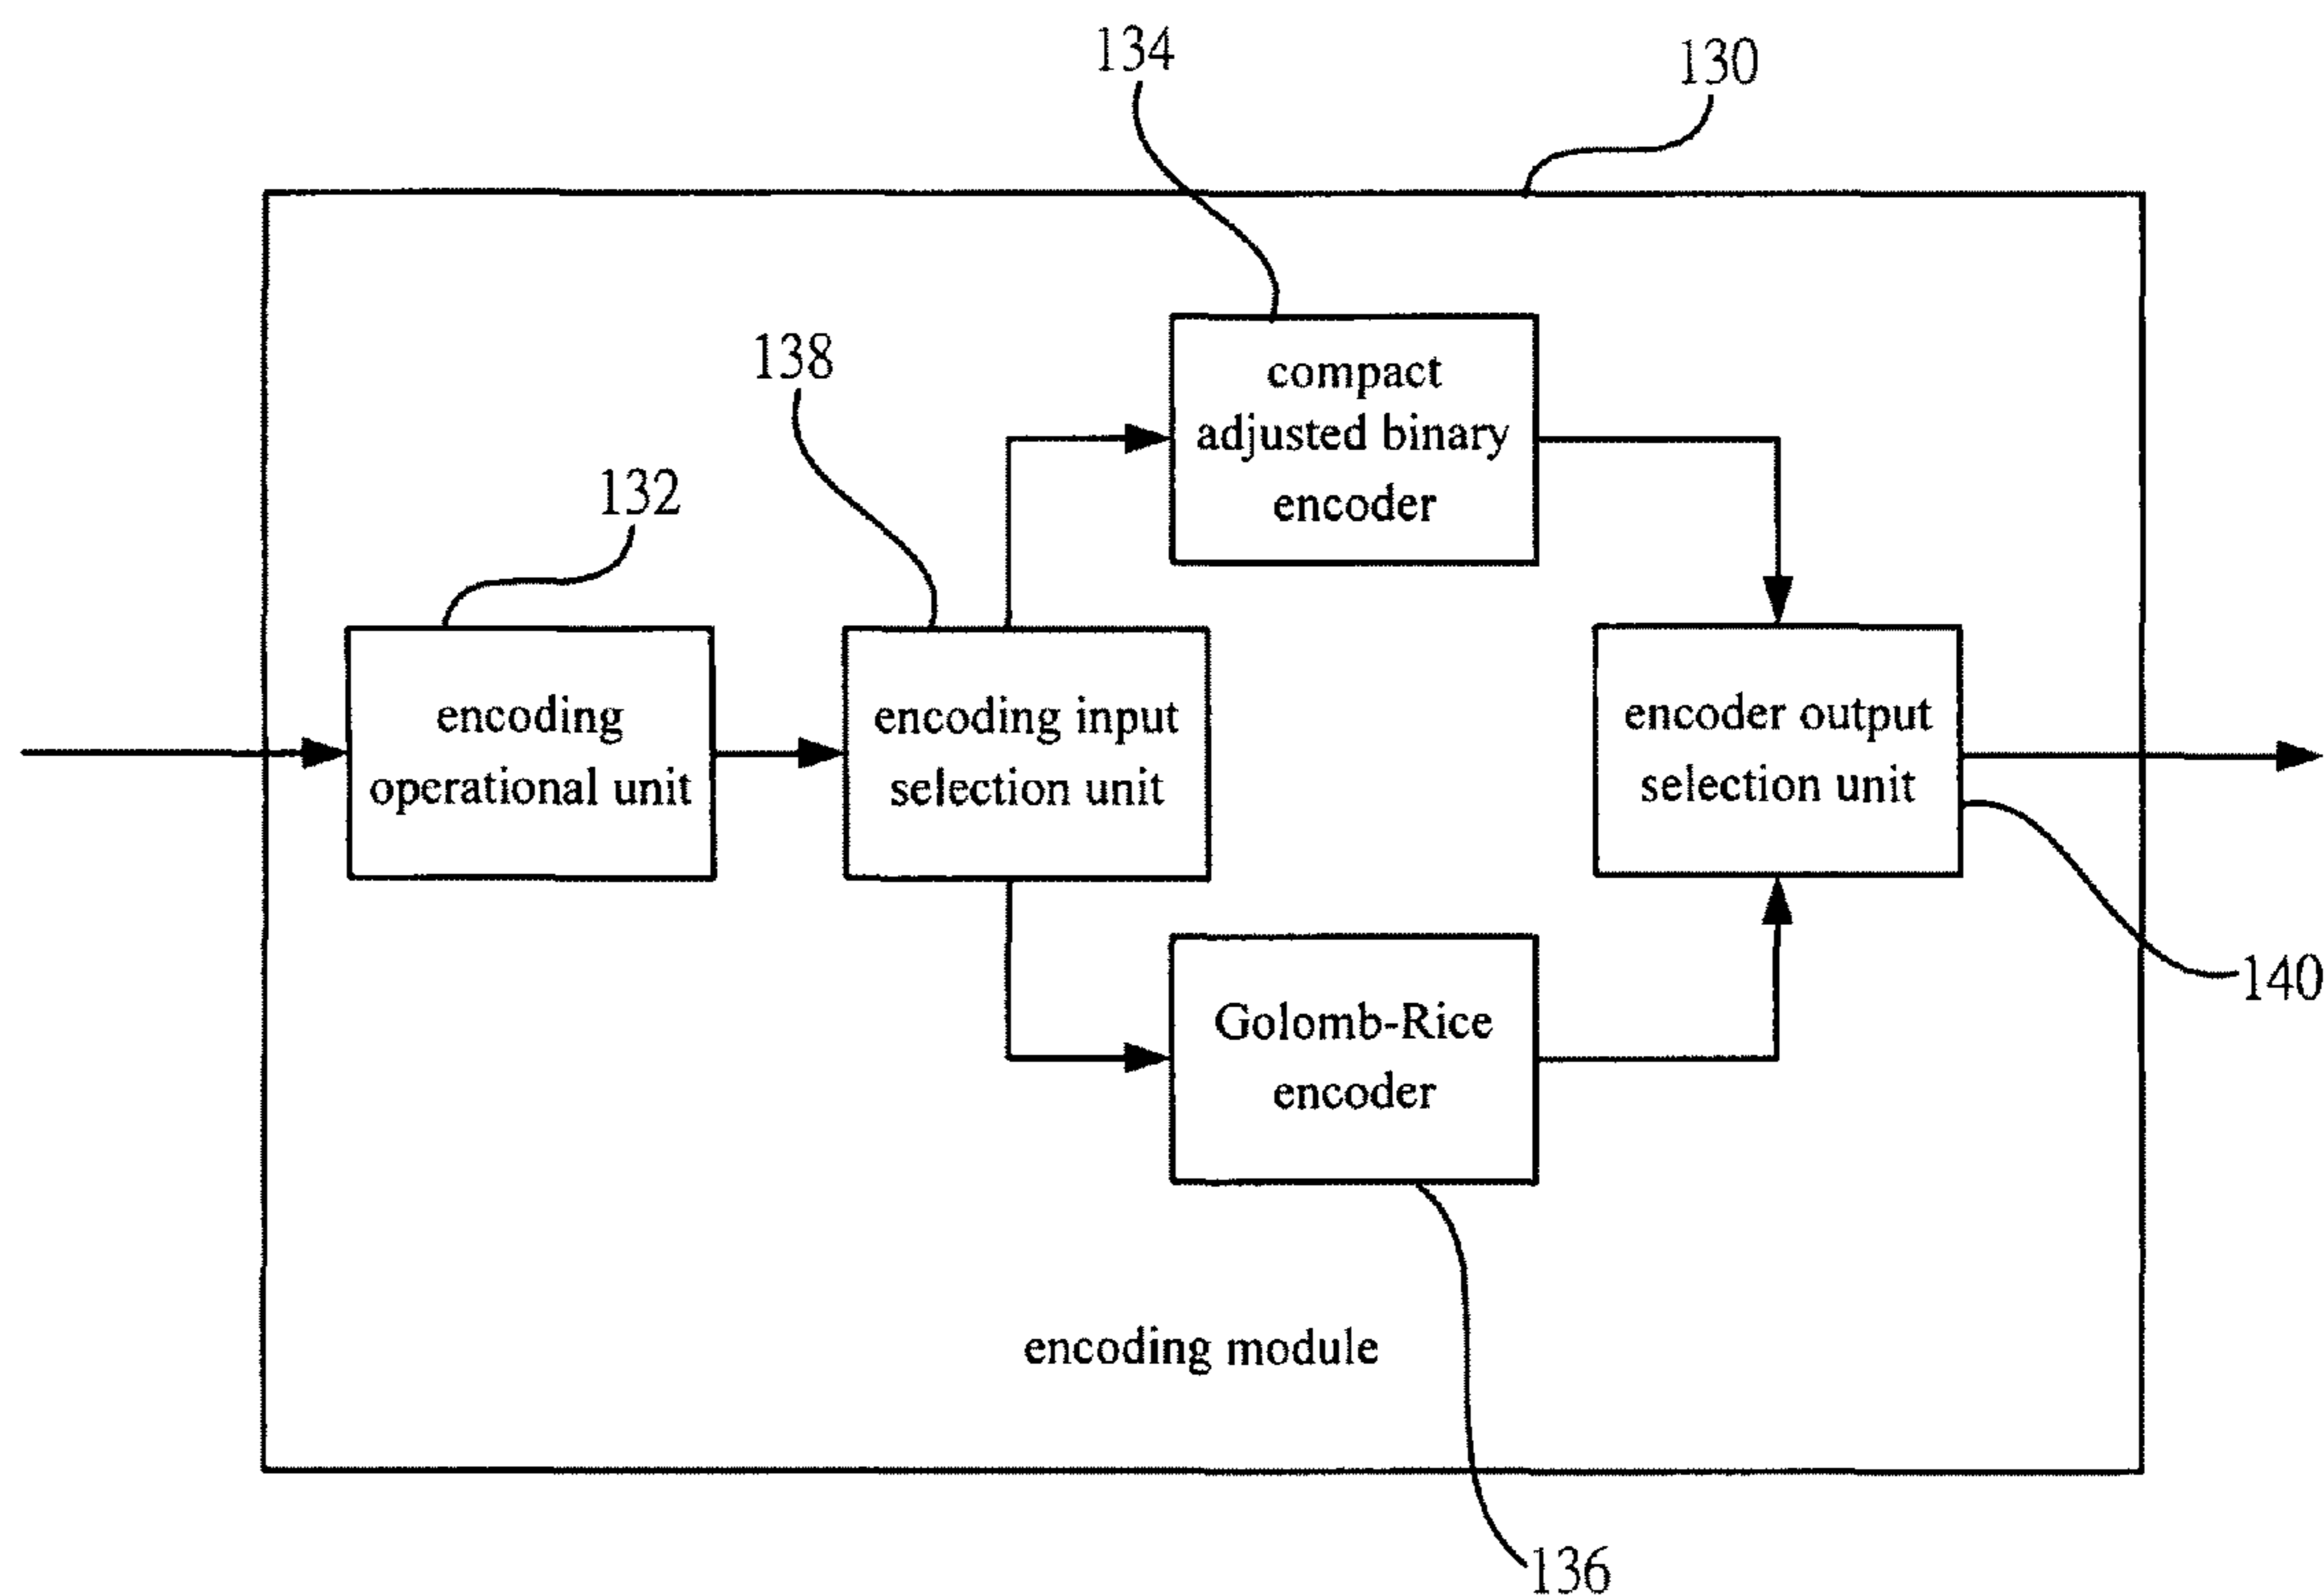 134
130
138
compact
adjusted binary
encoder
132
encoding
operational unit
encoding input
selection unit
encoder output
selection unit
140
Golomb-Rice
encoder
encoding module
136